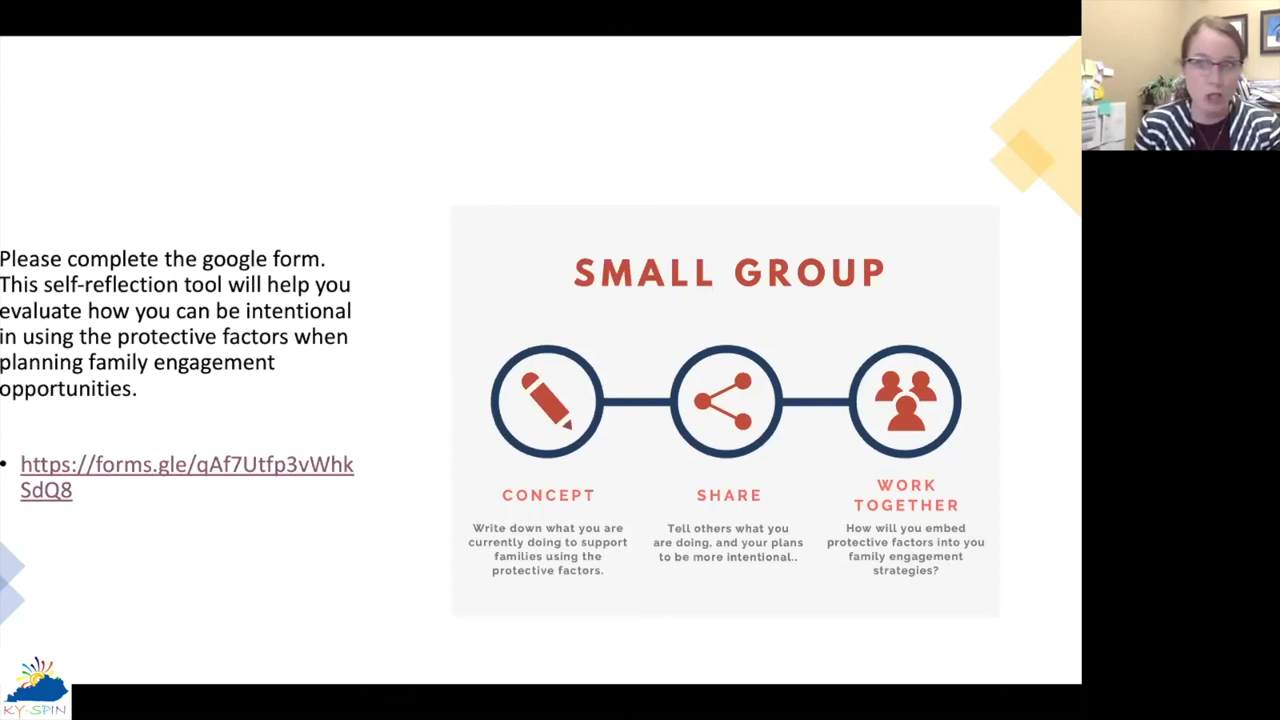 Please complete the google form.
This self-reflection tool will help you
evaluate how you can be intentional
in using the protective factors when
planning family engagement
opportunities.
• https://forms.gle/qAf7Utfp3vWhk
SdQ8
SMALL GROUP
CONCEPT
Write down what you are
currently doing to support
families using the
protective factors.
SHARE
Tell others what you
are doing, and your plans
to be more intentional..
WORK
TOGETHER
How will you embed
protective factors into you
family engagement
strategies?
KY-SPIN